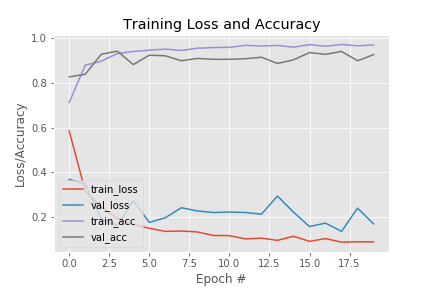 Training Loss and Accuracy
Loss/Accuracy
1.0
0.8
0.6
0.4
0.2
train_loss
val_loss
train_acc
val_acc
0.0 2.5 5.0 7.5 10.0 12.5 15.0 17.5
Epoch #